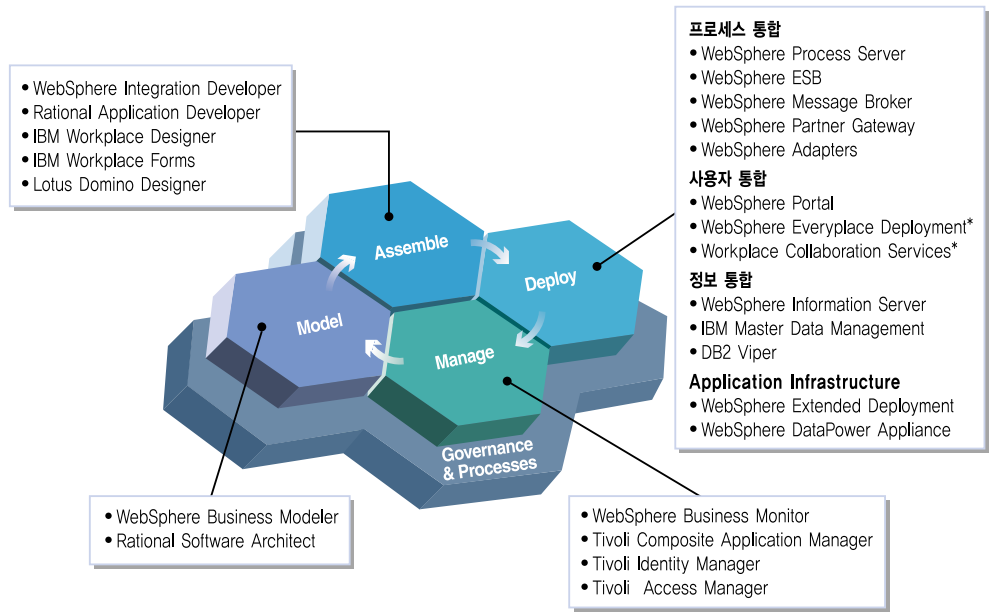 • WebSphere Integration Developer
• Rational Application Developer
• IBM Workplace Designer
• IBM Workplace Forms
• Lotus Domino Designer
프로세스 통합
• WebSphere Process Server
• WebSphere ESB
• WebSphere Message Broker
• WebSphere Partner Gateway
• WebSphere Adapters
사용자 통합
• WebSphere Portal
• WebSphere Everyplace Deployment*
• Workplace Collaboration Services*
정보 통합
• WebSphere Information Server
• IBM Master Data Management
• DB2 Viper
Application Infrastructure
• WebSphere Extended Deployment
• WebSphere DataPower Appliance
Assemble
Deploy
Model
Manage
Governance
& Processes
• WebSphere Business Modeler
• Rational Software Architect
• WebSphere Business Monitor
• Tivoli Composite Application Manager
• Tivoli Identity Manager
• Tivoli Access Manager